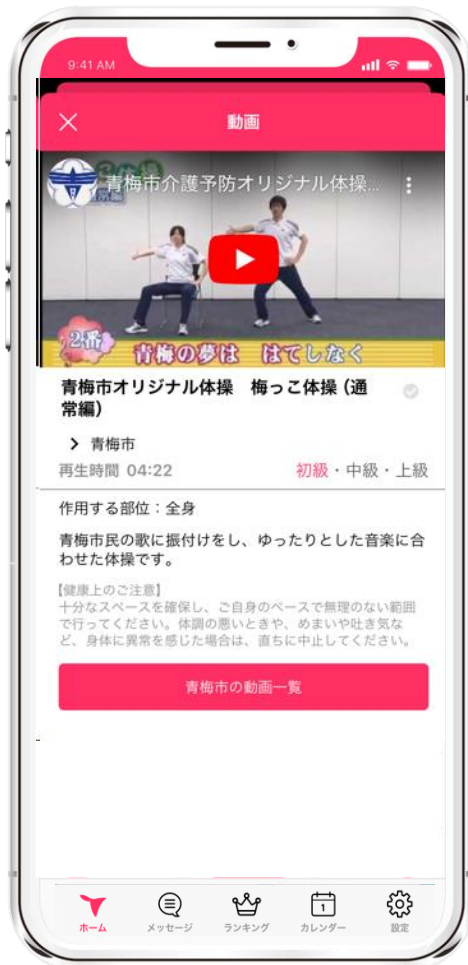 9:41 AM
動画
青梅市介護予防オリジナル体操...
2番
青梅の夢は はてしなく
青梅市オリジナル体操 梅っこ体操（通
常編）
青梅市
再生時間 04:22
初級・中級・上級
作用する部位：全身
青梅市民の歌に振付けをし、ゆったりとした音楽に合
わせた体操です。
【健康上のご注意】
十分なスペースを確保し、ご自身のペースで無理のない範囲
で行ってください。体調の悪いときや、めまいや吐き気な
ど、身体に異常を感じた場合は、直ちに中止してください。
青梅市の動画一覧
1
ホーム
メッセージ
ランキング
カレンダー
設定